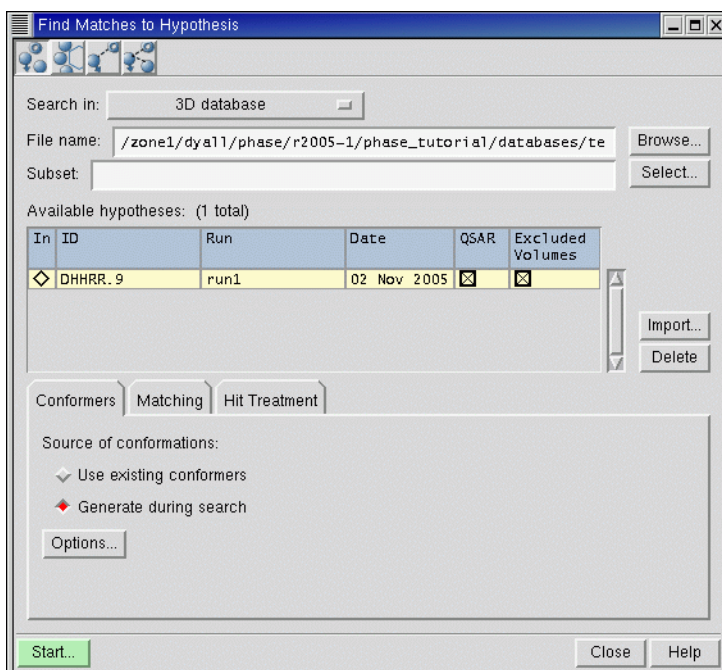 Find Matches to Hypothesis
Search in: 3D database
File name: /zone1/dyall/phase/r2005-1/phase_tutorial/databases/te Browse...
Subset: Select...
Available hypotheses: (1 total)
In ID Run Date QSAR Excluded Volumes
DHHRR.9 run1 02 Nov 2005
Import...
Delete
Conformers Matching Hit Treatment
Source of conformations:
Use existing conformers
Generate during search
Options...
Start... Close Help